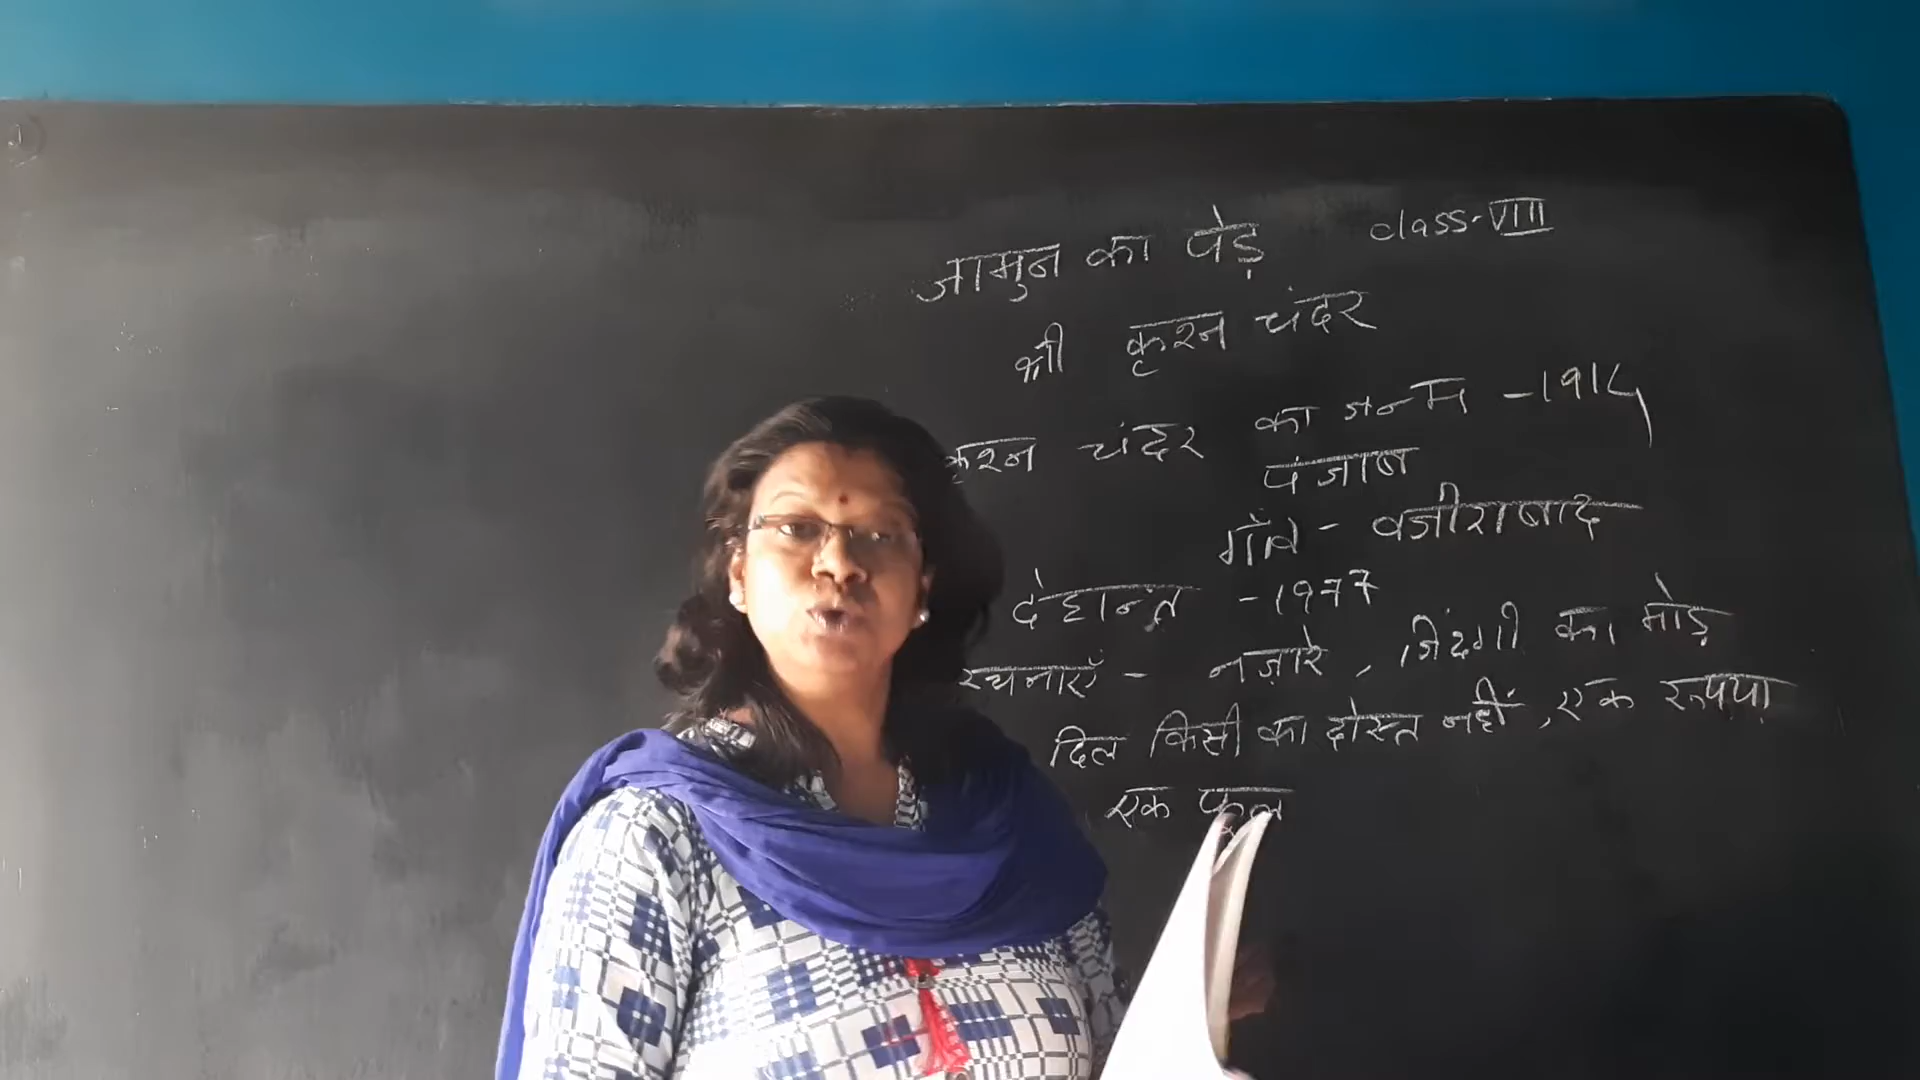 जामुन का पेड़ class-VIII
श्री कृश्न चंदर
कृश्न चंदर का जन्म -1914
पंजाब
गाँव - वजीराबाद
देहान्त -1977
रचनाएँ - नज़ारे, जिंदगी का मोड़
दिल किसी का दोस्त नहीं, एक रूपया
एक फूल